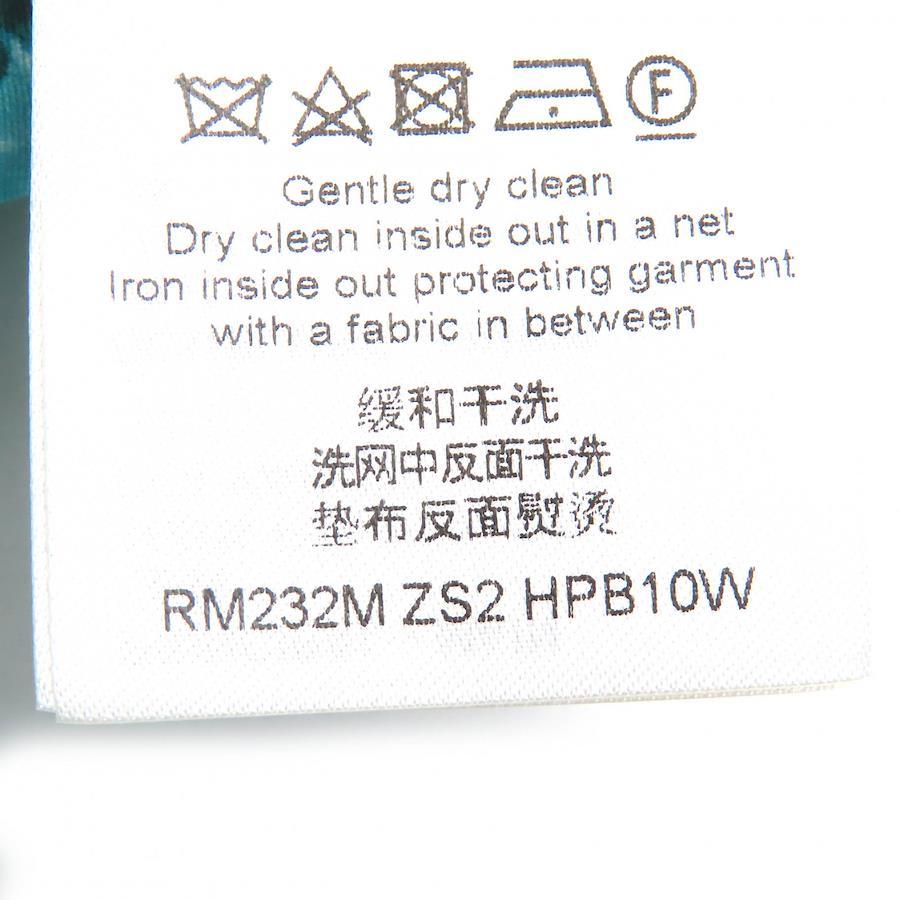 F
Gentle dry clean
Dry clean inside out in a net
Iron inside out protecting garment
with a fabric in between
缓和干洗
洗网中反面干洗
垫布反面熨烫
RM232M ZS2 HPB10W